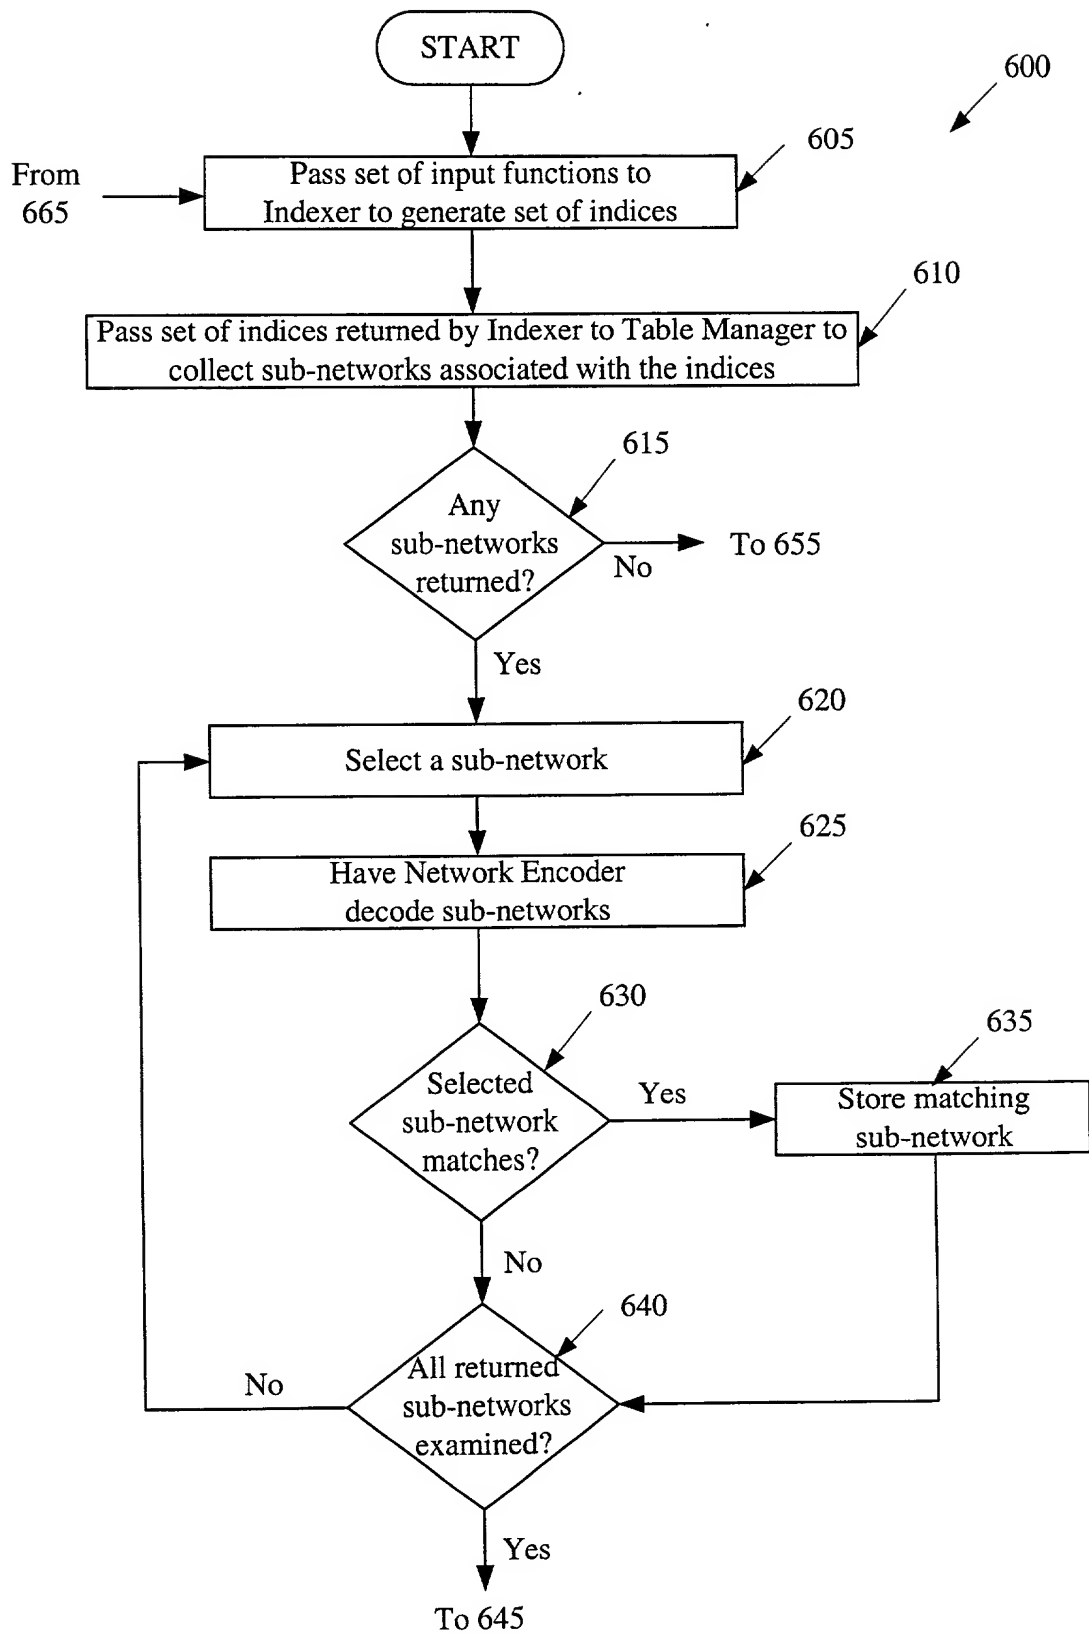 START
600
605
From
665
Pass set of input functions to
Indexer to generate set of indices
610
Pass set of indices returned by Indexer to Table Manager to
collect sub-networks associated with the indices
615
Any
sub-networks
returned?
No
To 655
Yes
620
Select a sub-network
625
Have Network Encoder
decode sub-networks
630
635
Selected
sub-network
matches?
Yes
Store matching
sub-network
No
640
All returned
sub-networks
examined?
No
Yes
To 645